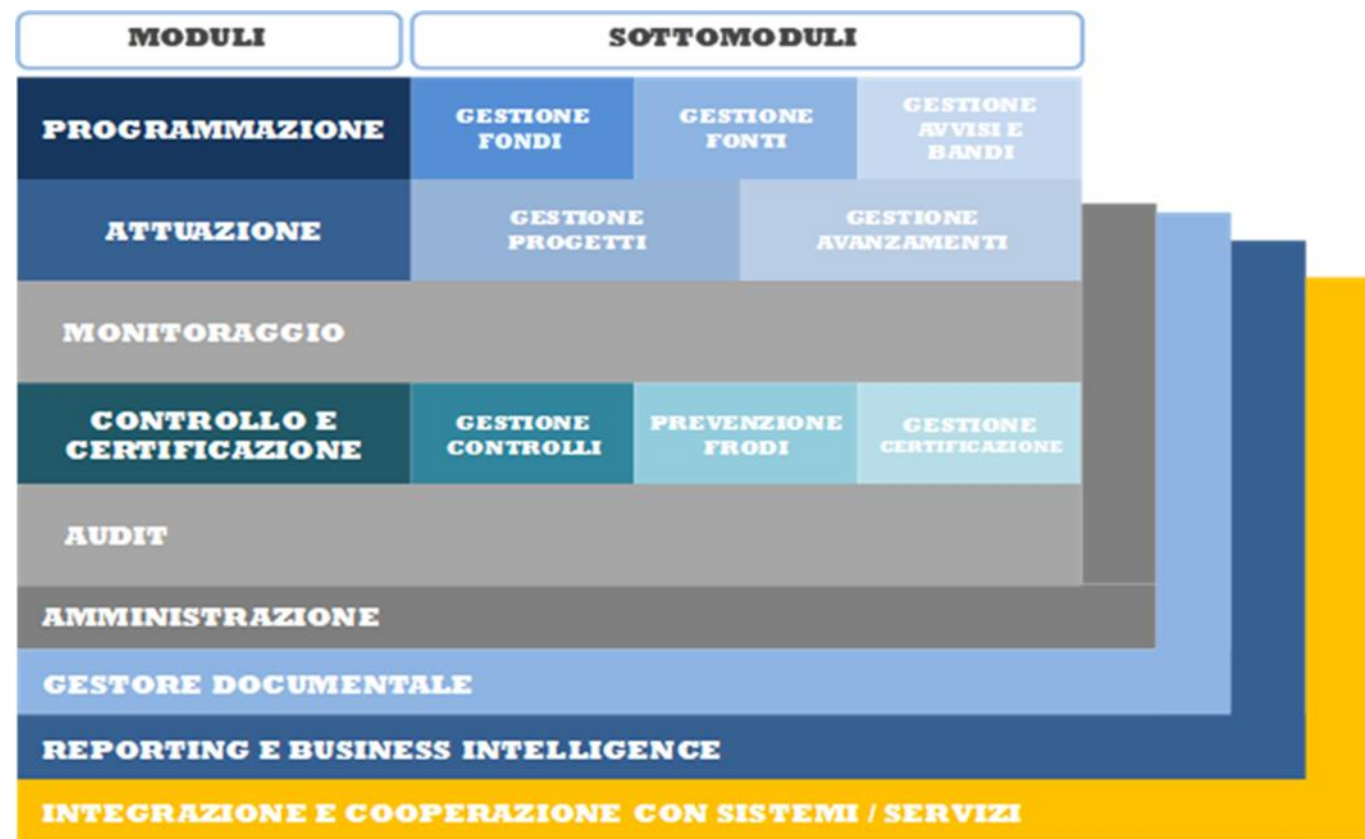 MODULI
SOTTOMODULI
PROGRAMMAZIONE
GESTIONE
FONDI
GESTIONE
FONTI
GESTIONE
AVVISI E
BANDI
ATTUAZIONE
GESTIONE
PROGETTI
GESTIONE
AVANZAMENTI
MONITORAGGIO
CONTROLLO E
CERTIFICAZIONE
GESTIONE
CONTROLLI
PREVENZIONE
FRODI
GESTIONE
CERTIFICAZIONE
AUDIT
AMMINISTRAZIONE
GESTORE DOCUMENTALE
REPORTING E BUSINESS INTELLIGENCE
INTEGRAZIONE E COOPERAZIONE CON SISTEMI / SERVIZI